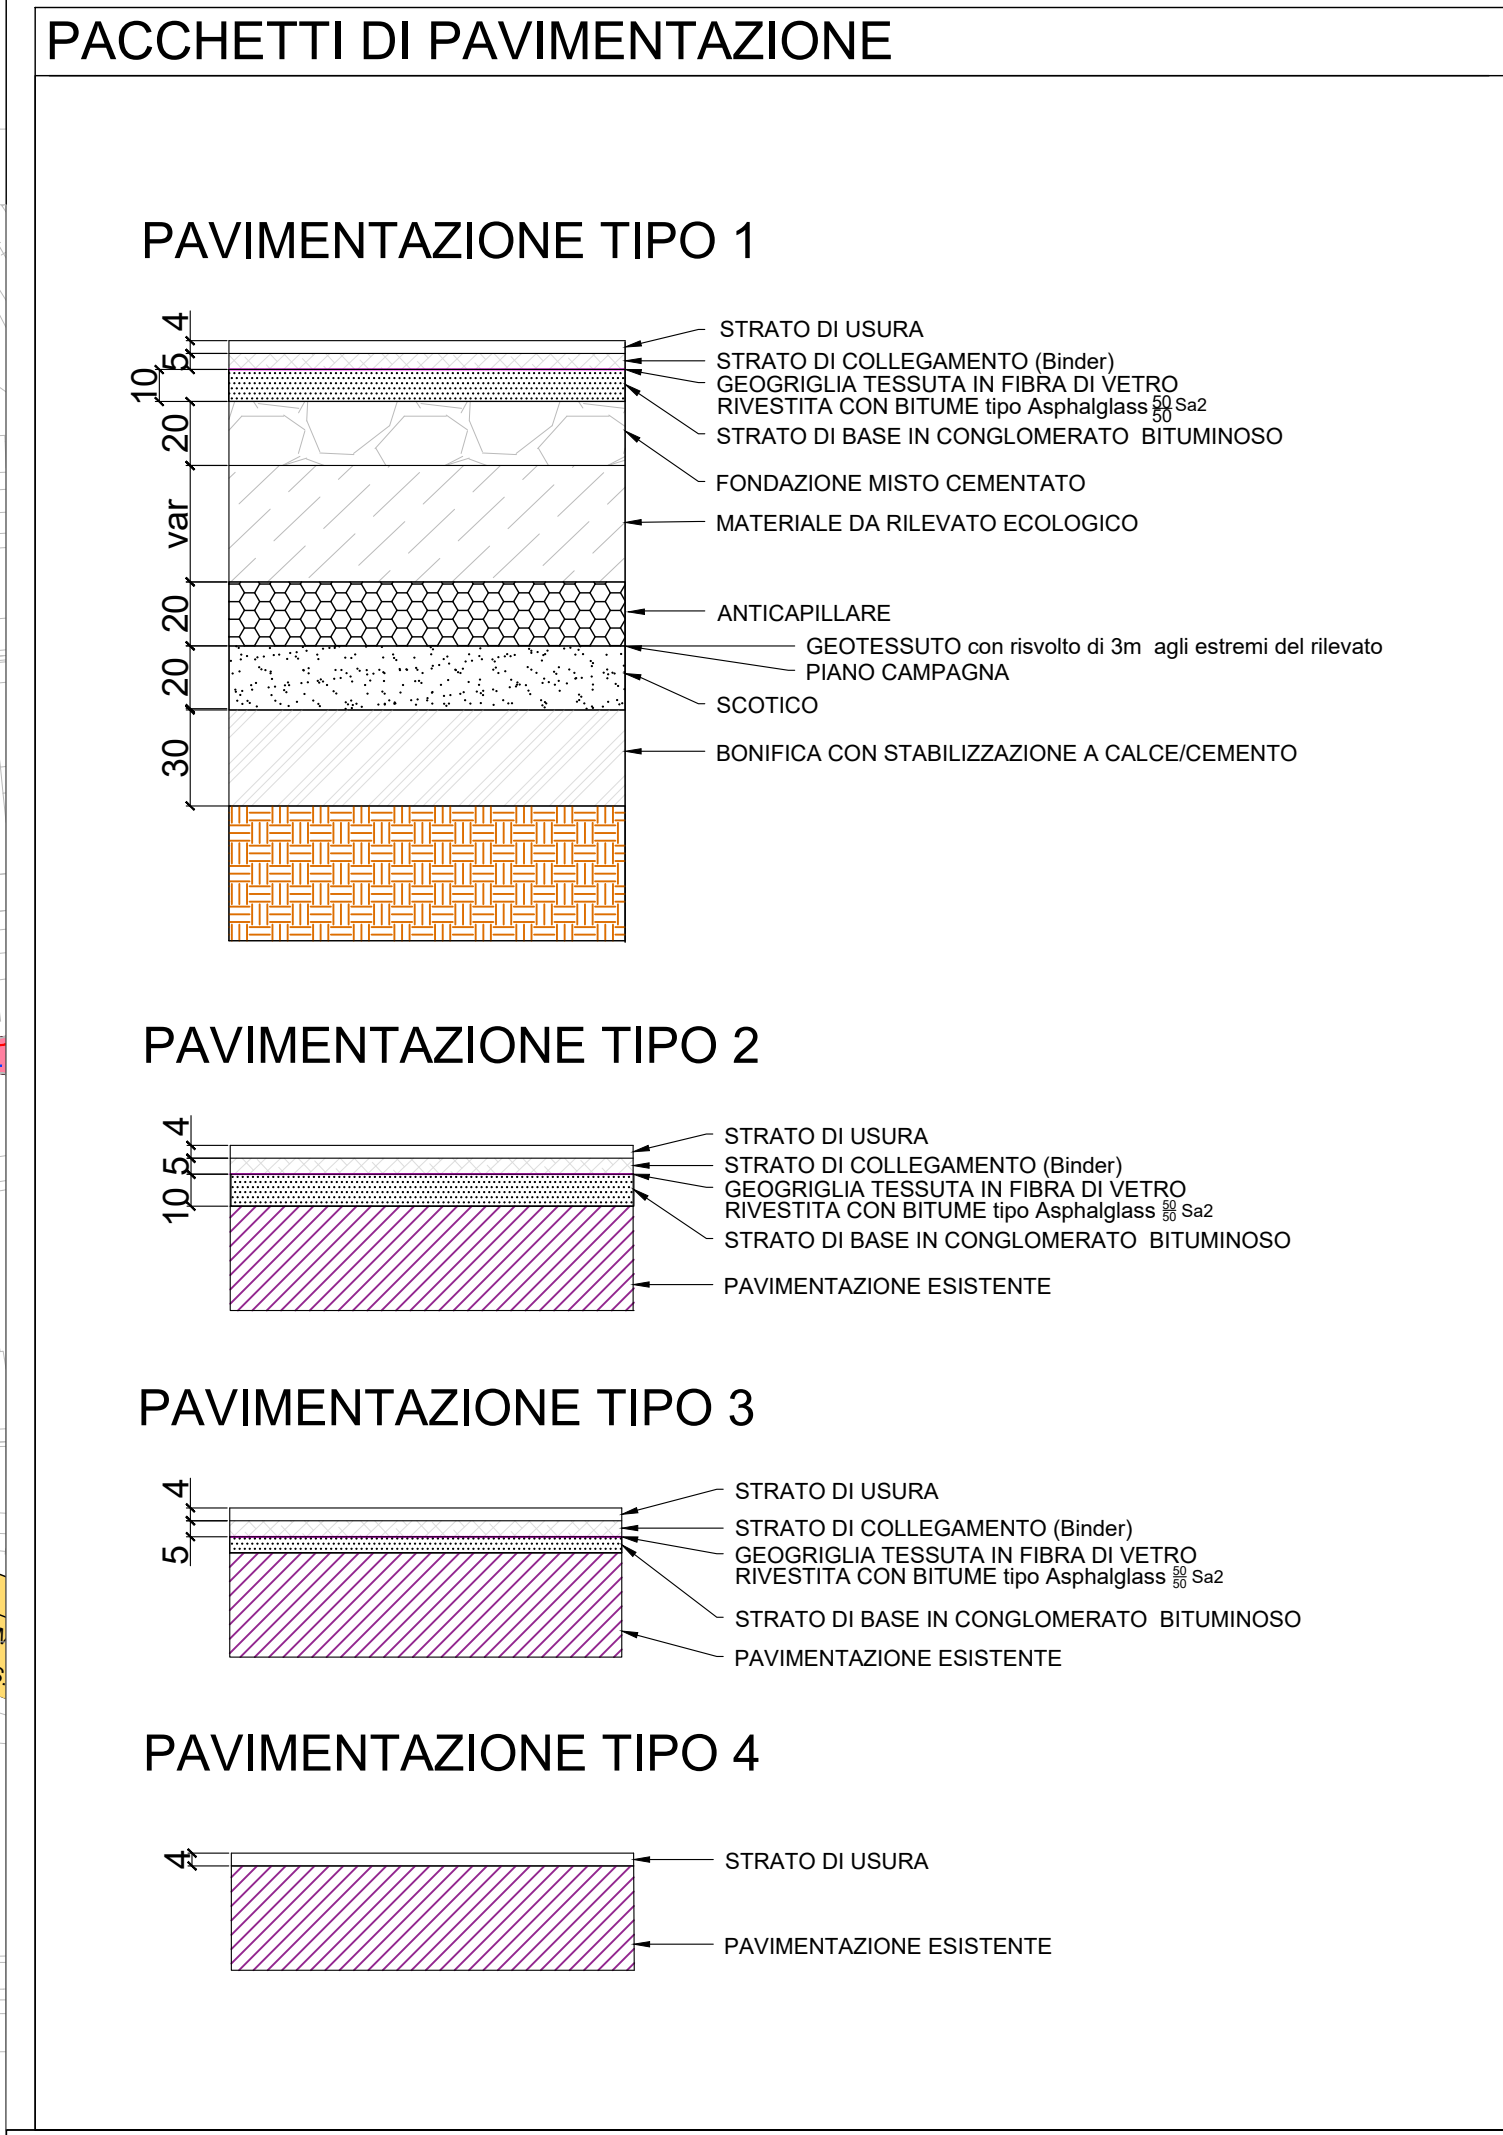 PACCHETTI DI PAVIMENTAZIONE
PAVIMENTAZIONE TIPO 1
4
5
10
20
var
20
20
30
STRATO DI USURA
STRATO DI COLLEGAMENTO (Binder)
GEOGRIGLIA TESSUTA IN FIBRA DI VETRO
RIVESTITA CON BITUME tipo Asphalglass 50/50 Sa2
STRATO DI BASE IN CONGLOMERATO BITUMINOSO
FONDAZIONE MISTO CEMENTATO
MATERIALE DA RILEVATO ECOLOGICO
ANTICAPILLARE
GEOTESSUTO con risvolto di 3m agli estremi del rilevato
PIANO CAMPAGNA
SCOTICO
BONIFICA CON STABILIZZAZIONE A CALCE/CEMENTO
PAVIMENTAZIONE TIPO 2
4
5
10
STRATO DI USURA
STRATO DI COLLEGAMENTO (Binder)
GEOGRIGLIA TESSUTA IN FIBRA DI VETRO
RIVESTITA CON BITUME tipo Asphalglass 50/50 Sa2
STRATO DI BASE IN CONGLOMERATO BITUMINOSO
PAVIMENTAZIONE ESISTENTE
PAVIMENTAZIONE TIPO 3
4
5
STRATO DI USURA
STRATO DI COLLEGAMENTO (Binder)
GEOGRIGLIA TESSUTA IN FIBRA DI VETRO
RIVESTITA CON BITUME tipo Asphalglass 50/50 Sa2
STRATO DI BASE IN CONGLOMERATO BITUMINOSO
PAVIMENTAZIONE ESISTENTE
PAVIMENTAZIONE TIPO 4
4
STRATO DI USURA
PAVIMENTAZIONE ESISTENTE